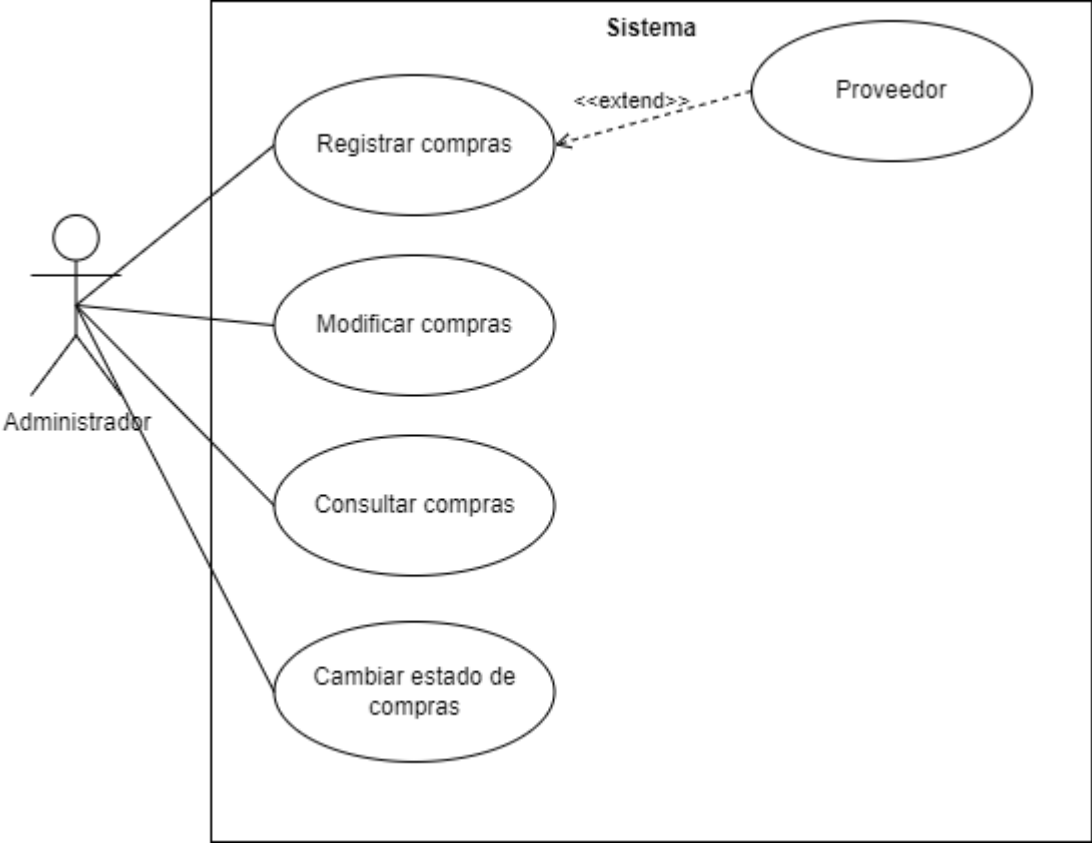 Sistema
Proveedor
<<extend>>
Registrar compras
Modificar compras
Administrador
Consultar compras
Cambiar estado de
compras